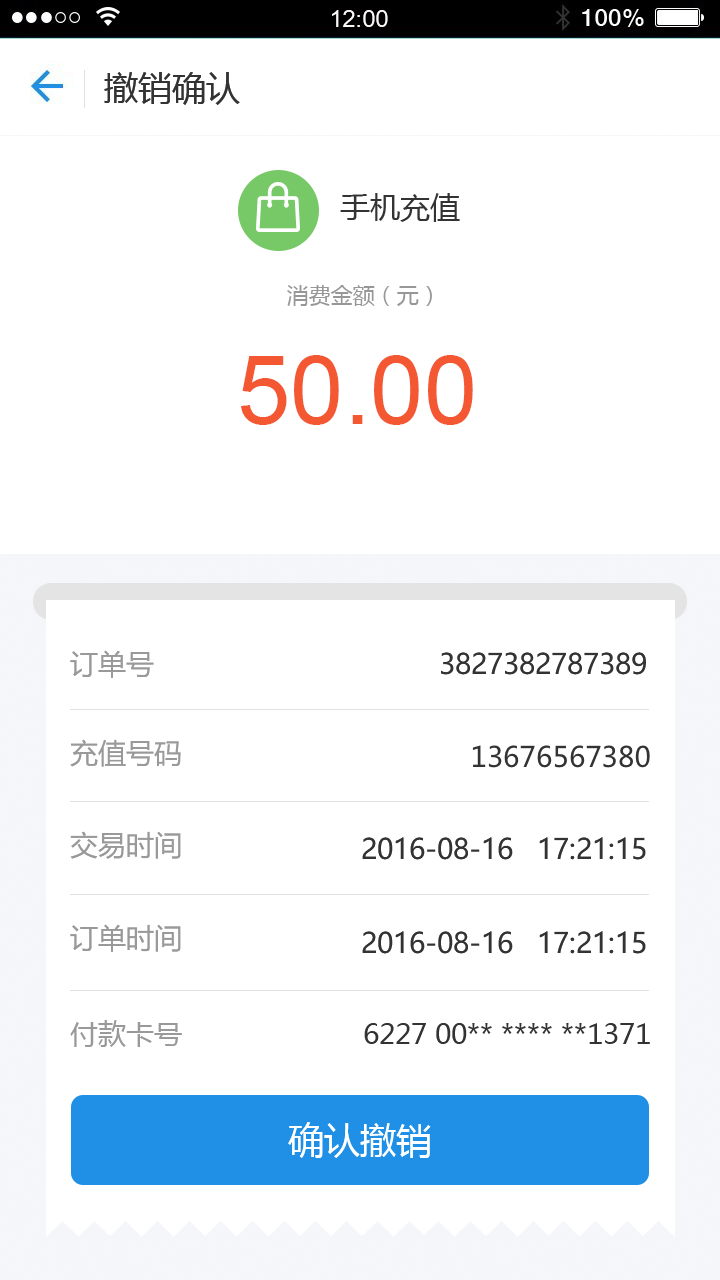 12:00 100%
撤销确认
手机充值
消费金额（元）
50.00
订单号 3827382787389
充值号码 13676567380
交易时间 2016-08-16 17:21:15
订单时间 2016-08-16 17:21:15
付款卡号 6227 00** **** **1371
确认撤销